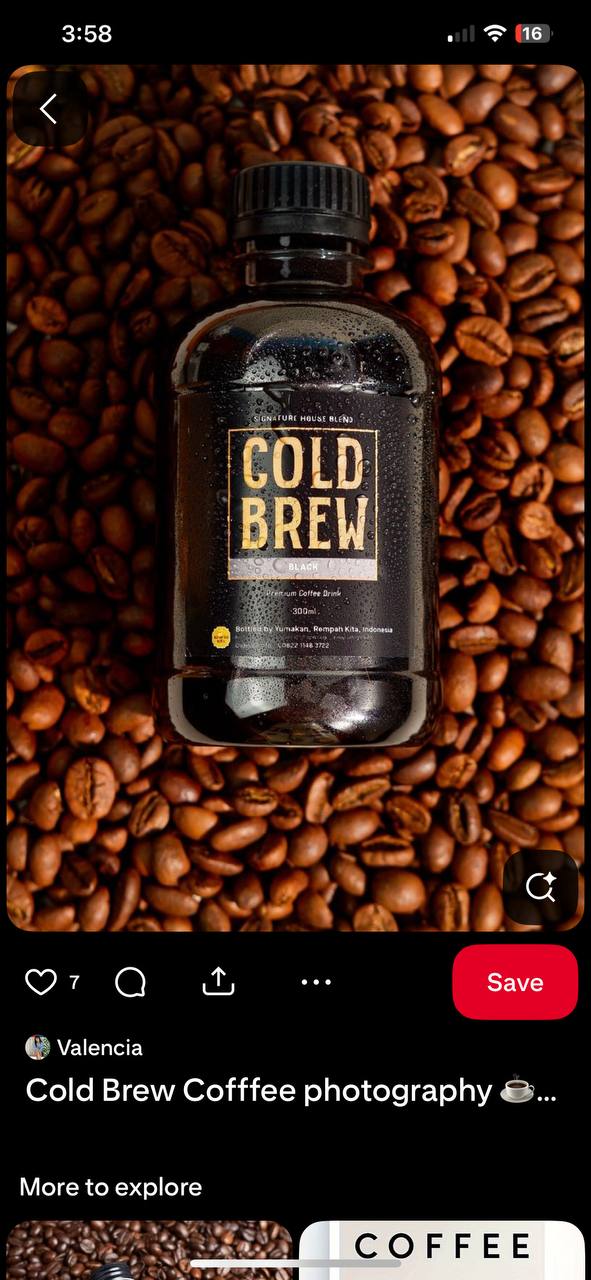 3:58
16
SIGNATURE HOUSE BLEND
COLD
BREW
BLACK
Premium Coffee Drink
300ml.
Bottled by Yumakan, Rempah Kita, Indonesia
0822 1148 3722
7
Save
Valencia
Cold Brew Cofffee photography ☕...
More to explore
COFFEE